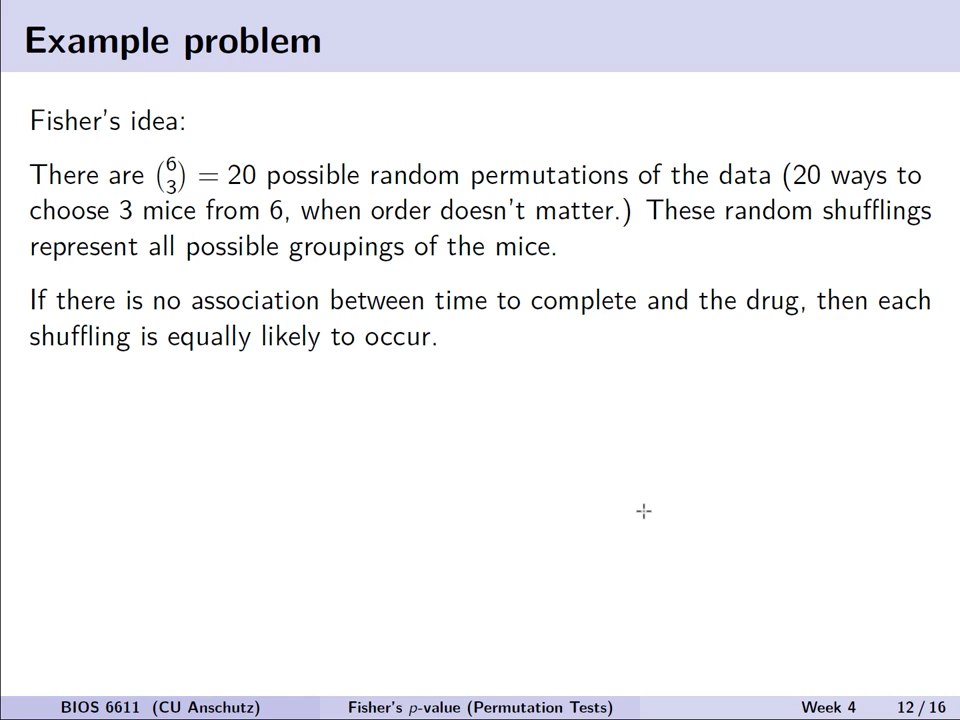 Example problem
Fisher's idea:
There are (6 3) = 20 possible random permutations of the data (20 ways to
choose 3 mice from 6, when order doesn't matter.) These random shufflings
represent all possible groupings of the mice.
If there is no association between time to complete and the drug, then each
shuffling is equally likely to occur.
BIOS 6611 (CU Anschutz) Fisher's p-value (Permutation Tests) Week 4 12 / 16